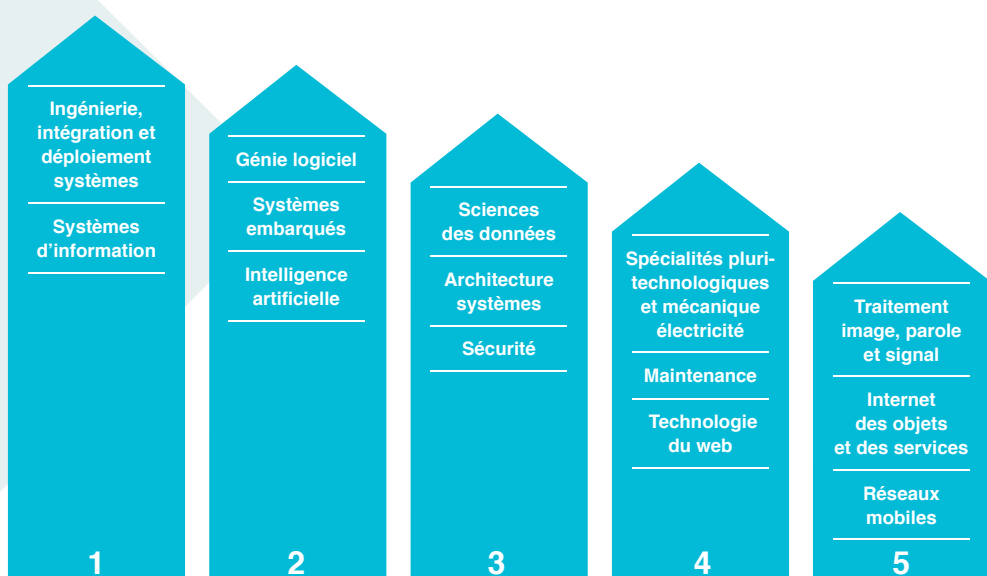 Ingénierie,
intégration et
déploiement
systèmes
Systèmes
d’information
1
Génie logiciel
Systèmes
embarqués
Intelligence
artificielle
2
Sciences
des données
Architecture
systèmes
Sécurité
3
Spécialités pluri-
technologiques
et mécanique
électricité
Maintenance
Technologie
du web
4
Traitement
image, parole
et signal
Internet
des objets
et des services
Réseaux
mobiles
5